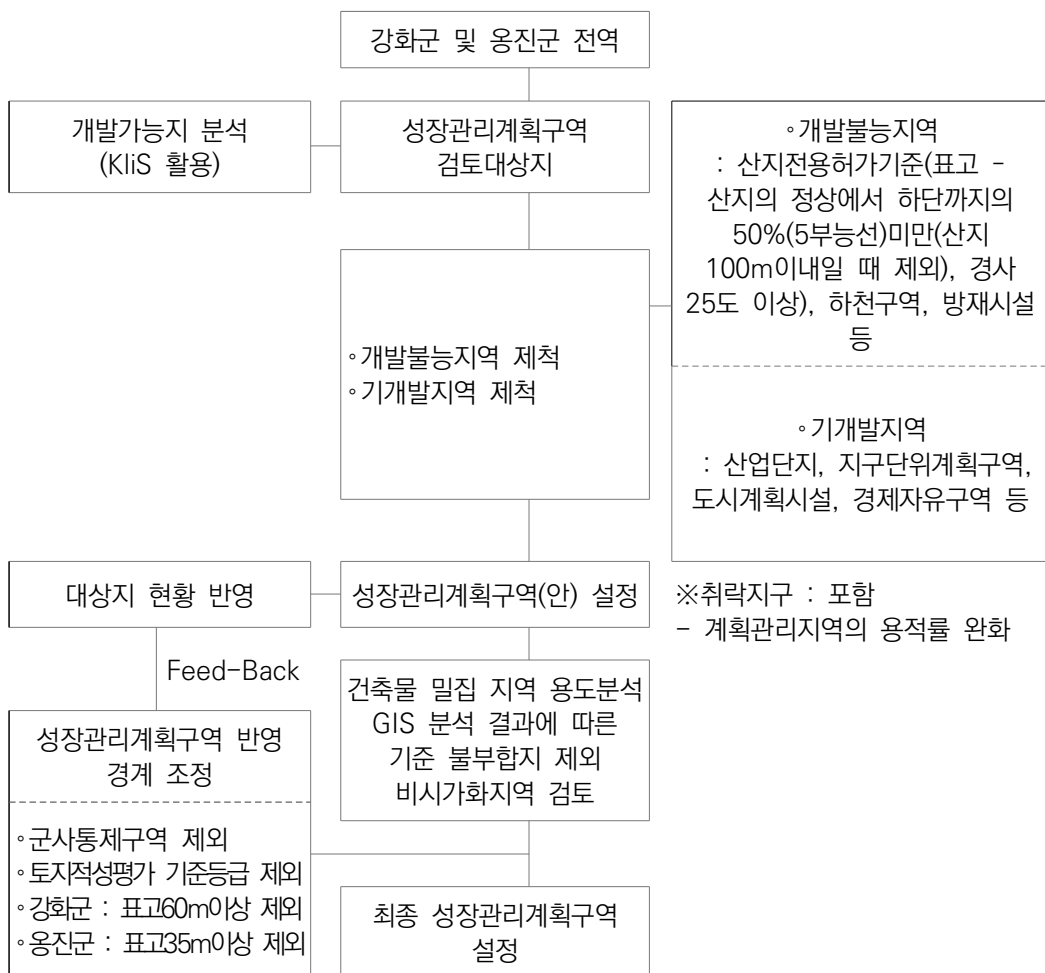 강화군 및 옹진군 전역
개발가능지 분석
(KliS 활용)
성장관리계획구역
검토대상지
◦개발불능지역
: 산지전용허가기준(표고 -
산지의 정상에서 하단까지의
50%(5부능선)미만(산지
100m이내일 때 제외), 경사
25도 이상), 하천구역, 방재시설
등
◦개발불능지역 제척
◦기개발지역 제척
◦기개발지역
: 산업단지, 지구단위계획구역,
도시계획시설, 경제자유구역 등
대상지 현황 반영
성장관리계획구역(안) 설정
※취락지구 : 포함
- 계획관리지역의 용적률 완화
Feed-Back
건축물 밀집 지역 용도분석
GIS 분석 결과에 따른
기준 불부합지 제외
비시가화지역 검토
성장관리계획구역 반영
경계 조정
◦군사통제구역 제외
◦토지적성평가 기준등급 제외
◦강화군 : 표고60m이상 제외
◦옹진군 : 표고35m이상 제외
최종 성장관리계획구역
설정